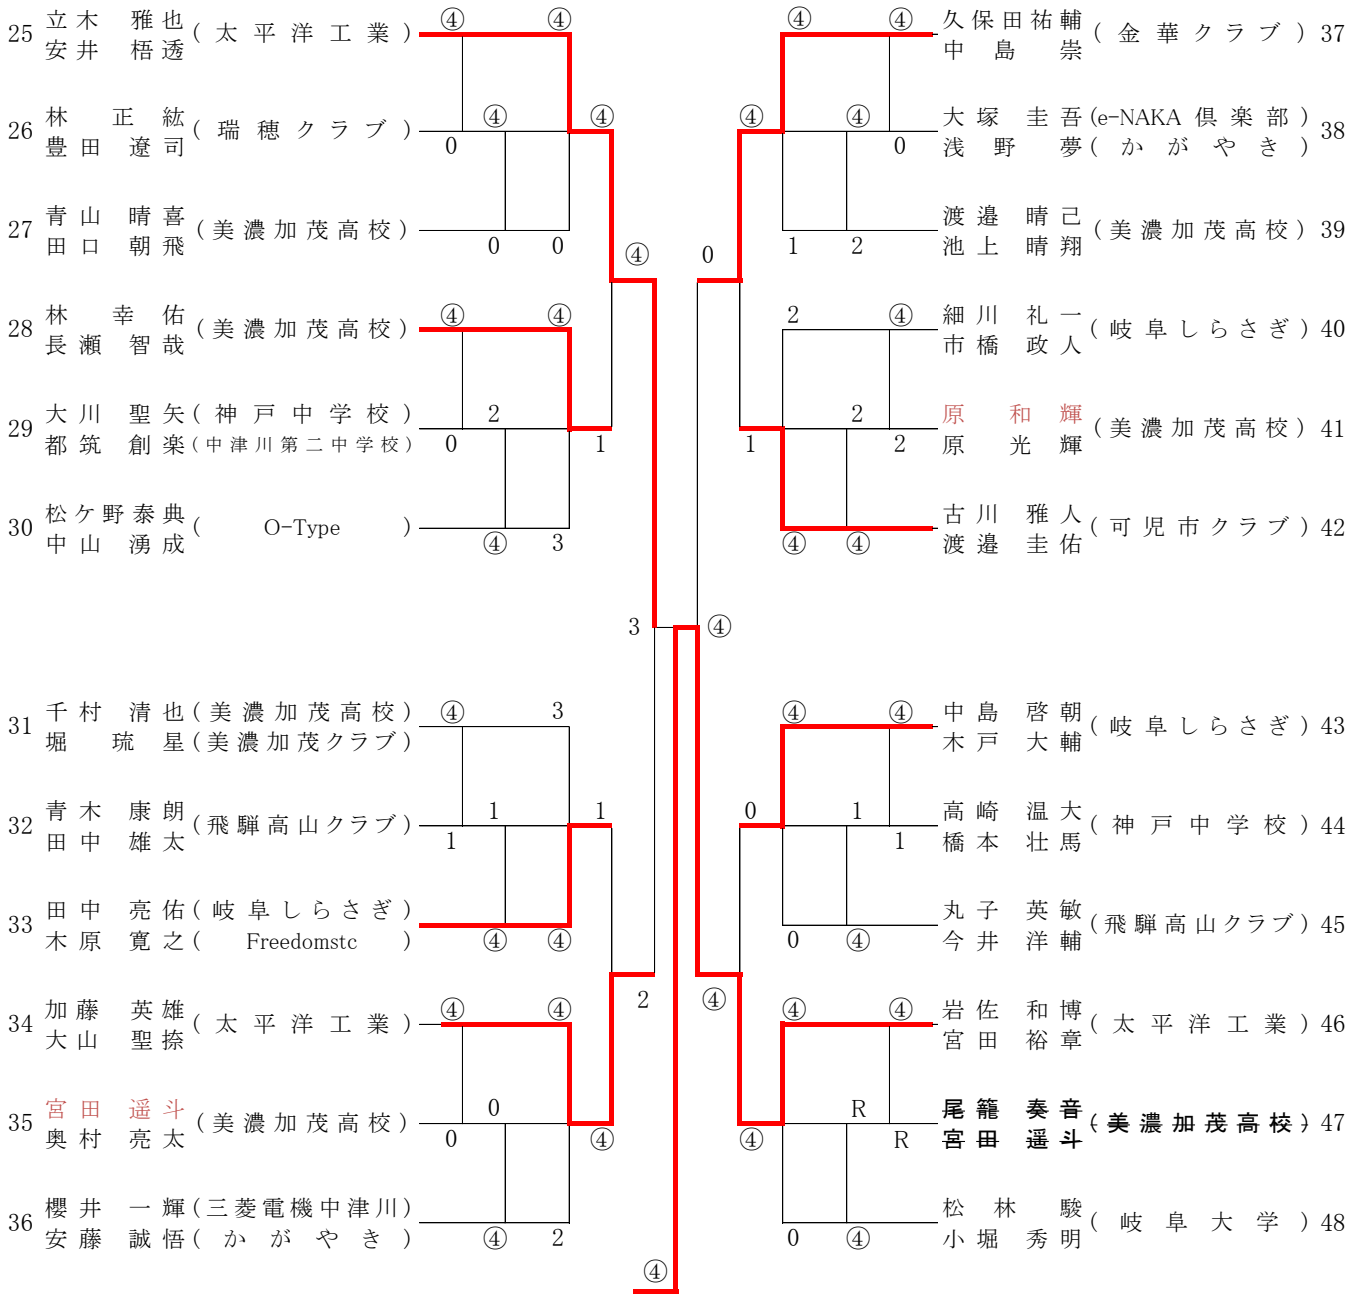 ④ ④
25 立木 雅也 (太平洋工業)
安井 梧透
④ ④
26 林 正紘 (瑞穂クラブ)
豊田 遼司
0
27 青山 晴喜 (美濃加茂高校)
田口 朝飛
0 0
④
④ ④
28 林 幸佑 (美濃加茂高校)
長瀬 智哉
2
29 大川 聖矢 (神戸中学校)
都筑 創楽 (中津川第二中学校)
0 1
30 松ケ野泰典 ( O-Type )
中山 湧成
④ 3
3
④ 3
31 千村 清也 (美濃加茂高校)
堀 琉星 (美濃加茂クラブ)
1 1
32 青木 康朗 (飛騨高山クラブ)
田中 雄太
1
33 田中 亮佑 (岐阜しらさぎ)
木原 寛之 ( Freedomstc )
④ ④
2
④ ④
34 加藤 英雄 (太平洋工業)
大山 聖捺
0
35 宮田 遥斗 (美濃加茂高校)
奥村 亮太
0 ④
36 櫻井 一輝 (三菱電機中津川)
安藤 誠悟 (かがやき)
④ 2
④
④ ④
久保田祐輔 (金華クラブ) 37
中島 崇
④ ④
大塚 圭吾 (e-NAKA 倶楽部) 38
浅野 夢 (かがやき)
0
渡邉 晴己 (美濃加茂高校) 39
池上 晴翔
1 2
0
2 ④
細川 礼一 (岐阜しらさぎ) 40
市橋 政人
2
原 和輝 (美濃加茂高校) 41
原 光輝
1 2
古川 雅人 (可児市クラブ) 42
渡邉 圭佑
④ ④
④
④ ④
中島 啓朝 (岐阜しらさぎ) 43
木戸 大輔
0 1
高崎 温大 (神戸中学校) 44
橋本 壮馬
1
丸子 英敏 (飛騨高山クラブ) 45
今井 洋輔
0 ④
④
④ ④
岩佐 和博 (太平洋工業) 46
宮田 裕章
R
尾籠 奏音 (美濃加茂高校) 47
宮田 遥斗
④ R
松林 駿 (岐阜大学) 48
小堀 秀明
0 ④